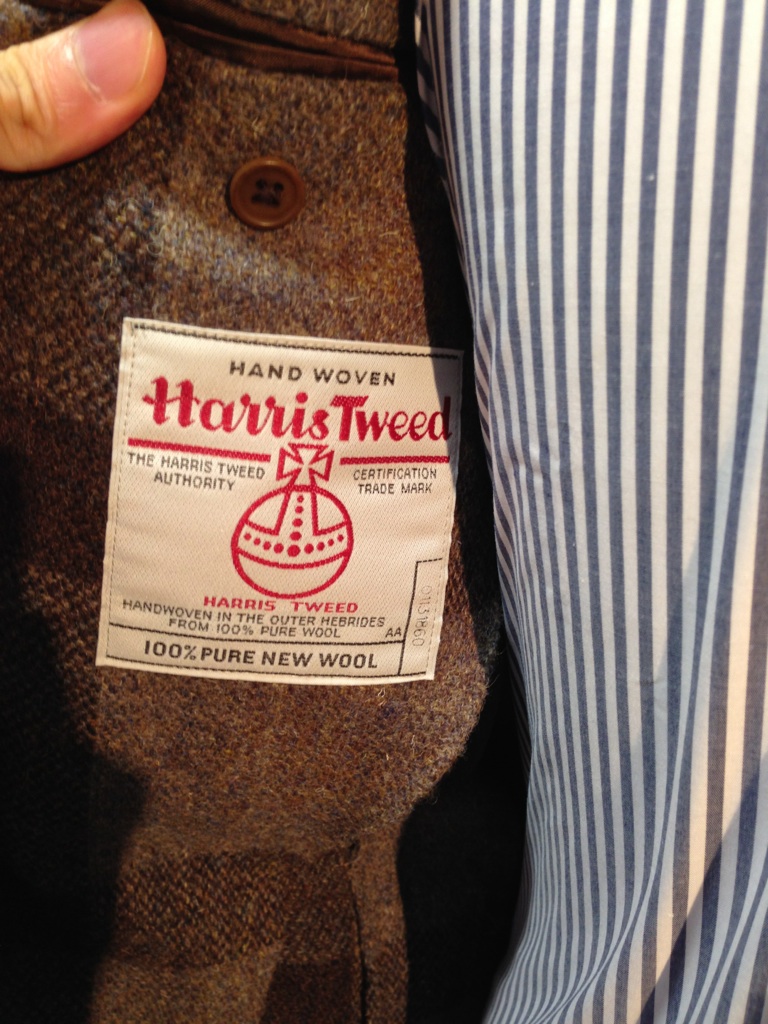 HAND WOVEN
Harris Tweed
THE HARRIS TWEED
AUTHORITY
CERTIFICATION
TRADE MARK
HARRIS TWEED
HANDWOVEN IN THE OUTER HEBRIDES
FROM 100% PURE WOOL
AA
01131860
100% PURE NEW WOOL